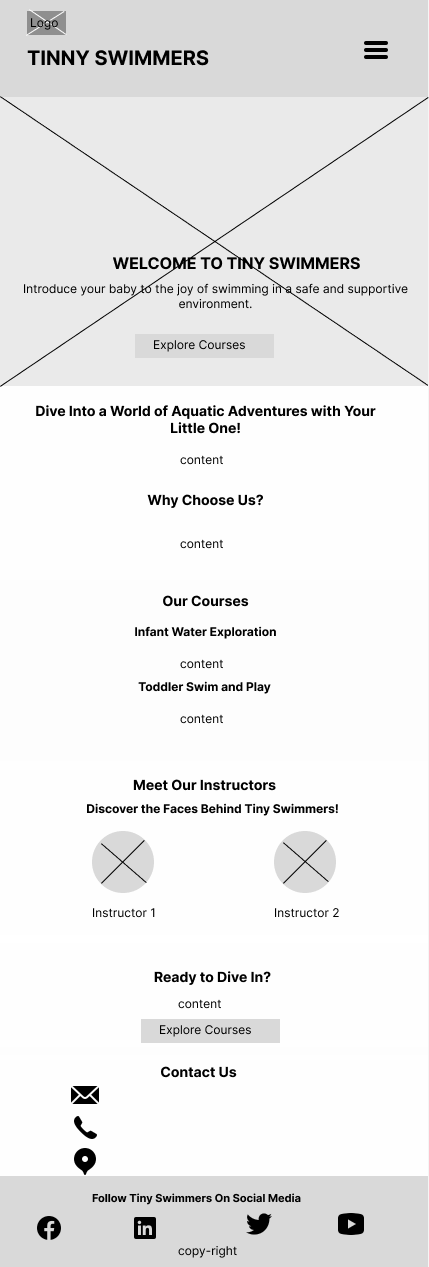 Logo
TINNY SWIMMERS
WELCOME TO TINY SWIMMERS
Introduce your baby to the joy of swimming in a safe and supportive
environment.
Explore Courses
Dive Into a World of Aquatic Adventures with Your
Little One!
content
Why Choose Us?
content
Our Courses
Infant Water Exploration
content
Toddler Swim and Play
content
Meet Our Instructors
Discover the Faces Behind Tiny Swimmers!
Instructor 1
Instructor 2
Ready to Dive In?
content
Explore Courses
Contact Us
Follow Tiny Swimmers On Social Media
copy-right